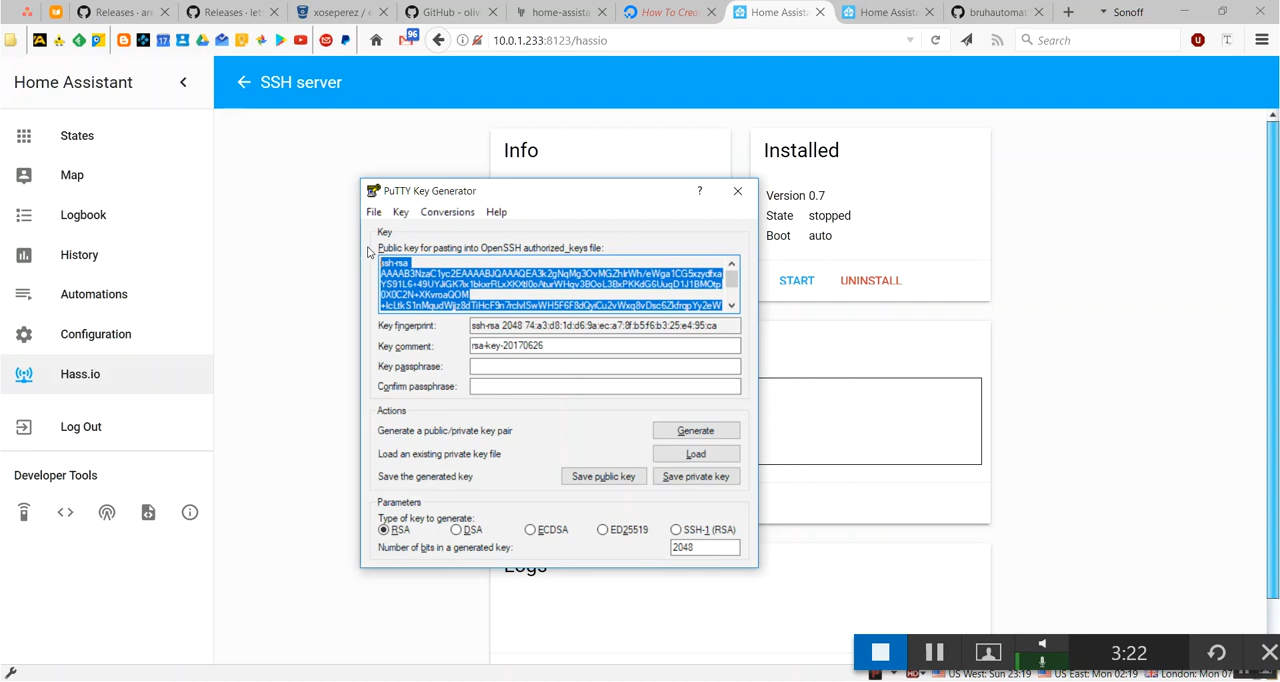 Releases - are
Releases - let
xoseperez / e
GitHub - oliv
home-assista
How To Crea
Home Assista
Home Assista
bruhautomat
Sonoff
96
10.0.1.233:8123/hassio
Search
Home Assistant
SSH server
States
Map
Logbook
History
Automations
Configuration
Hass.io
Log Out
Developer Tools
Info
Installed
Version 0.7
State stopped
Boot auto
START UNINSTALL
Logs
PuTTY Key Generator
?
File Key Conversions Help
Key
Public key for pasting into OpenSSH authorized_keys file:
ssh-rsa
Key fingerprint: ssh-rsa 2048 74:a3:d8:1d:d6:9a:ec:a7:8f:b5:f6:b3:25:e4:95:ca
Key comment: rsa-key-20170626
Key passphrase:
Confirm passphrase:
Actions
Generate a public/private key pair Generate
Load an existing private key file Load
Save the generated key Save public key Save private key
Parameters
Type of key to generate:
RSA DSA ECDSA ED25519 SSH-1 (RSA)
Number of bits in a generated key: 2048
3:22
US West: Sun 23:19 US East: Mon 02:19 London: Mon 07